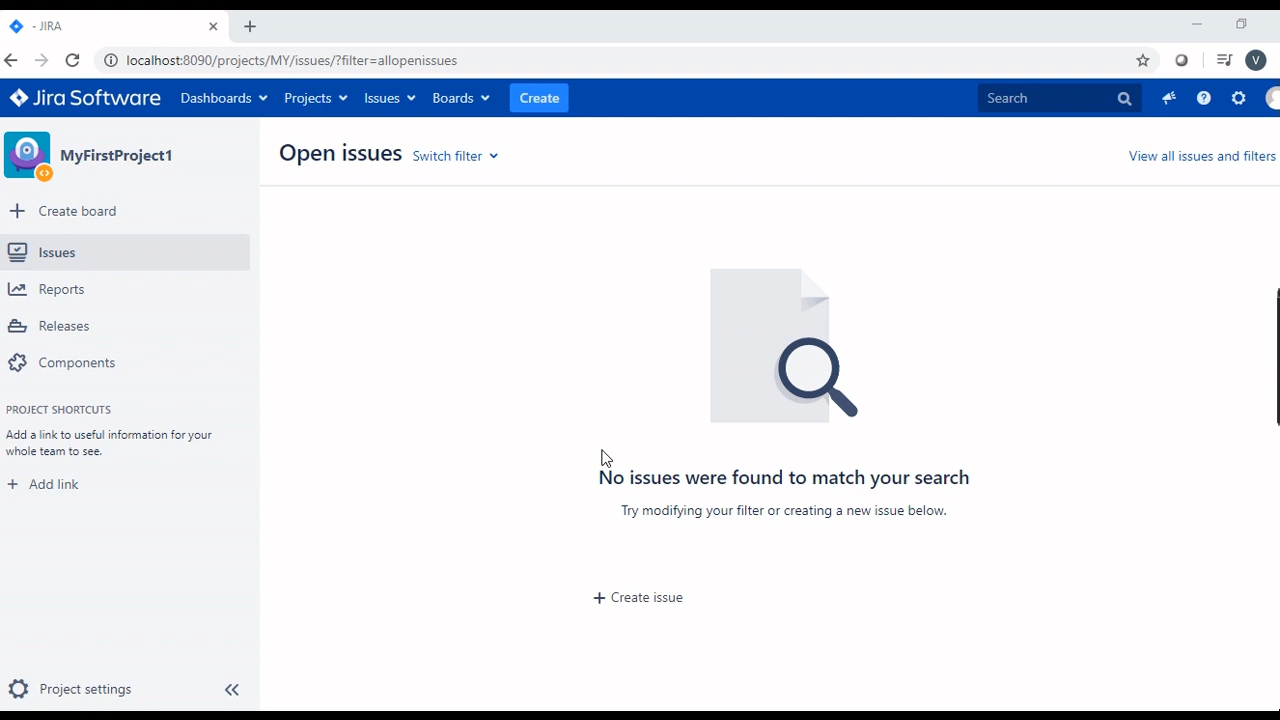 - JIRA
localhost:8090/projects/MY/issues/?filter=allopenissues
V
Jira Software Dashboards Projects Issues Boards Create Search
MyFirstProject1
Open issues Switch filter View all issues and filters
Create board
Issues
Reports
Releases
Components
PROJECT SHORTCUTS
Add a link to useful information for your
whole team to see.
+ Add link
No issues were found to match your search
Try modifying your filter or creating a new issue below.
+ Create issue
Project settings